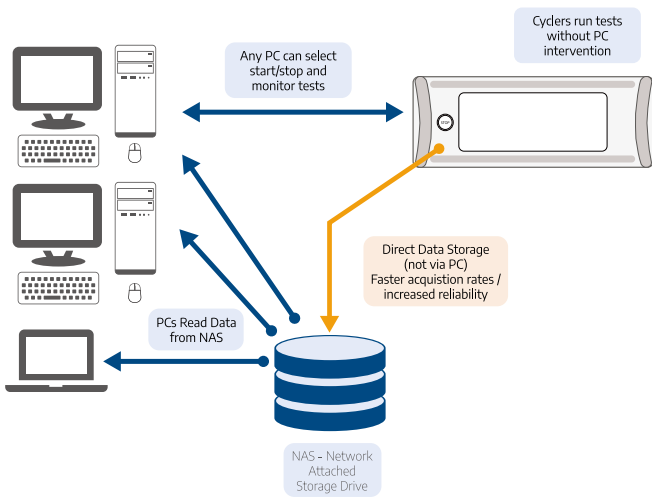 Cyclers run tests
without PC
intervention
Any PC can select
start/stop and
monitor tests
STOP
Direct Data Storage
(not via PC)
Faster acquistion rates /
increased reliability
PCs Read Data
from NAS
NAS - Network
Attached
Storage Drive